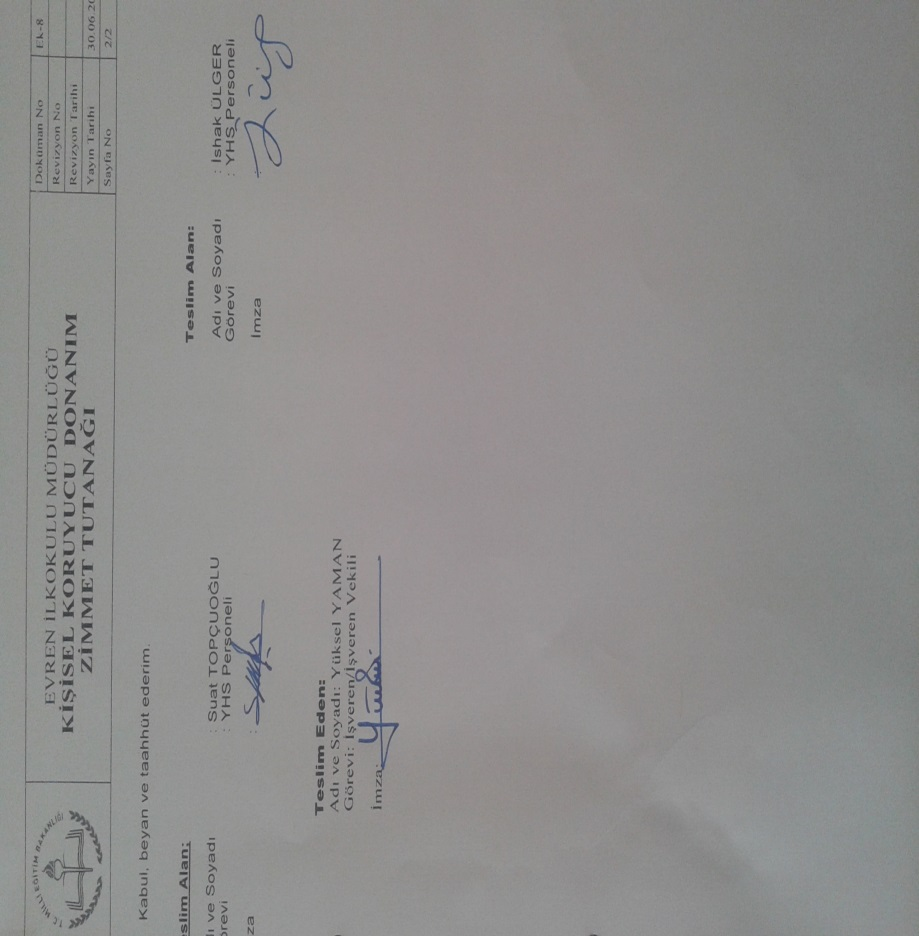 T.C. MİLLİ EĞİTİM BAKANLIĞI
EVREN İLKOKULU MÜDÜRLÜĞÜ
KİŞİSEL KORUYUCU DONANIM
ZİMMET TUTANAĞI
Doküman No Ek-8
Revizyon No
Revizyon Tarihi
Yayın Tarihi 30.06.20
Sayfa No 2/2
Kabul, beyan ve taahhüt ederim.
slim Alan:
ı ve Soyadı : Suat TOPÇUOĞLU
örevi : YHS Personeli
za :
Teslim Alan:
Adı ve Soyadı : İshak ÜLGER
Görevi : YHS Personeli
İmza :
Teslim Eden:
Adı ve Soyadı: Yüksel YAMAN
Görevi: İşveren/İşveren Vekili
İmza: